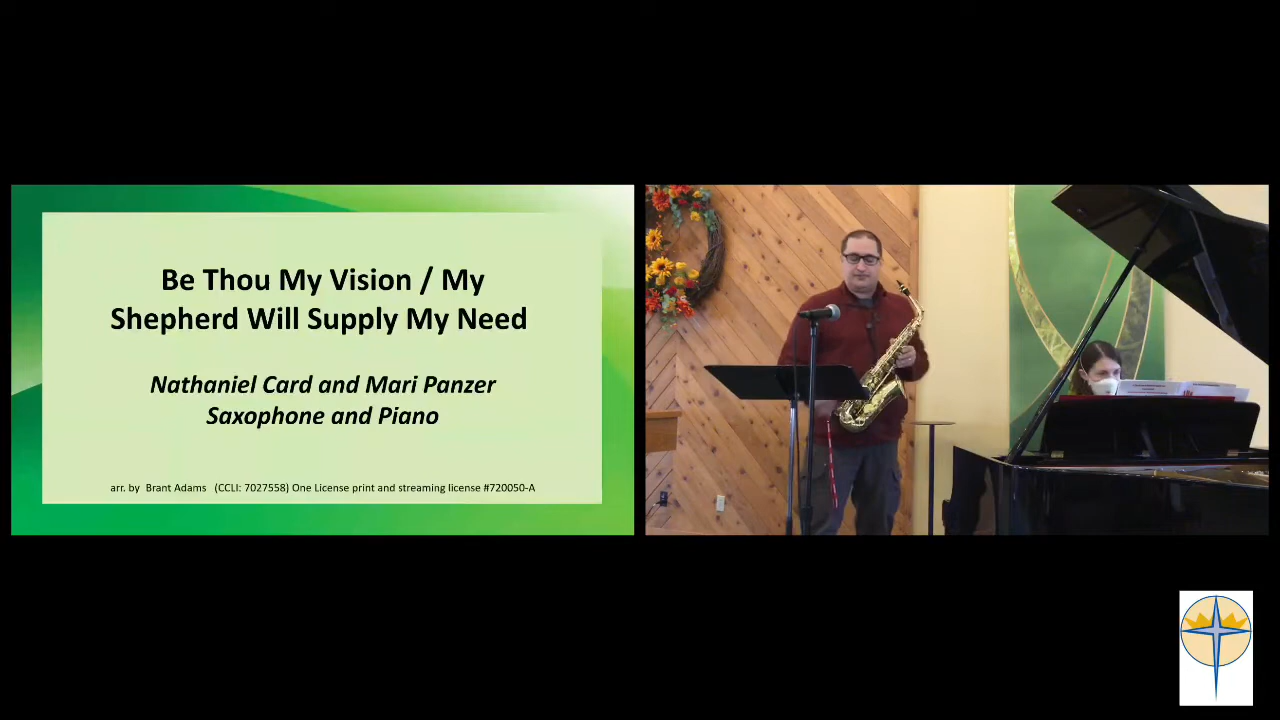 Be Thou My Vision / My
Shepherd Will Supply My Need
Nathaniel Card and Mari Panzer
Saxophone and Piano
arr. by Brant Adams (CCLI: 7027558) One License print and streaming license #720050-A